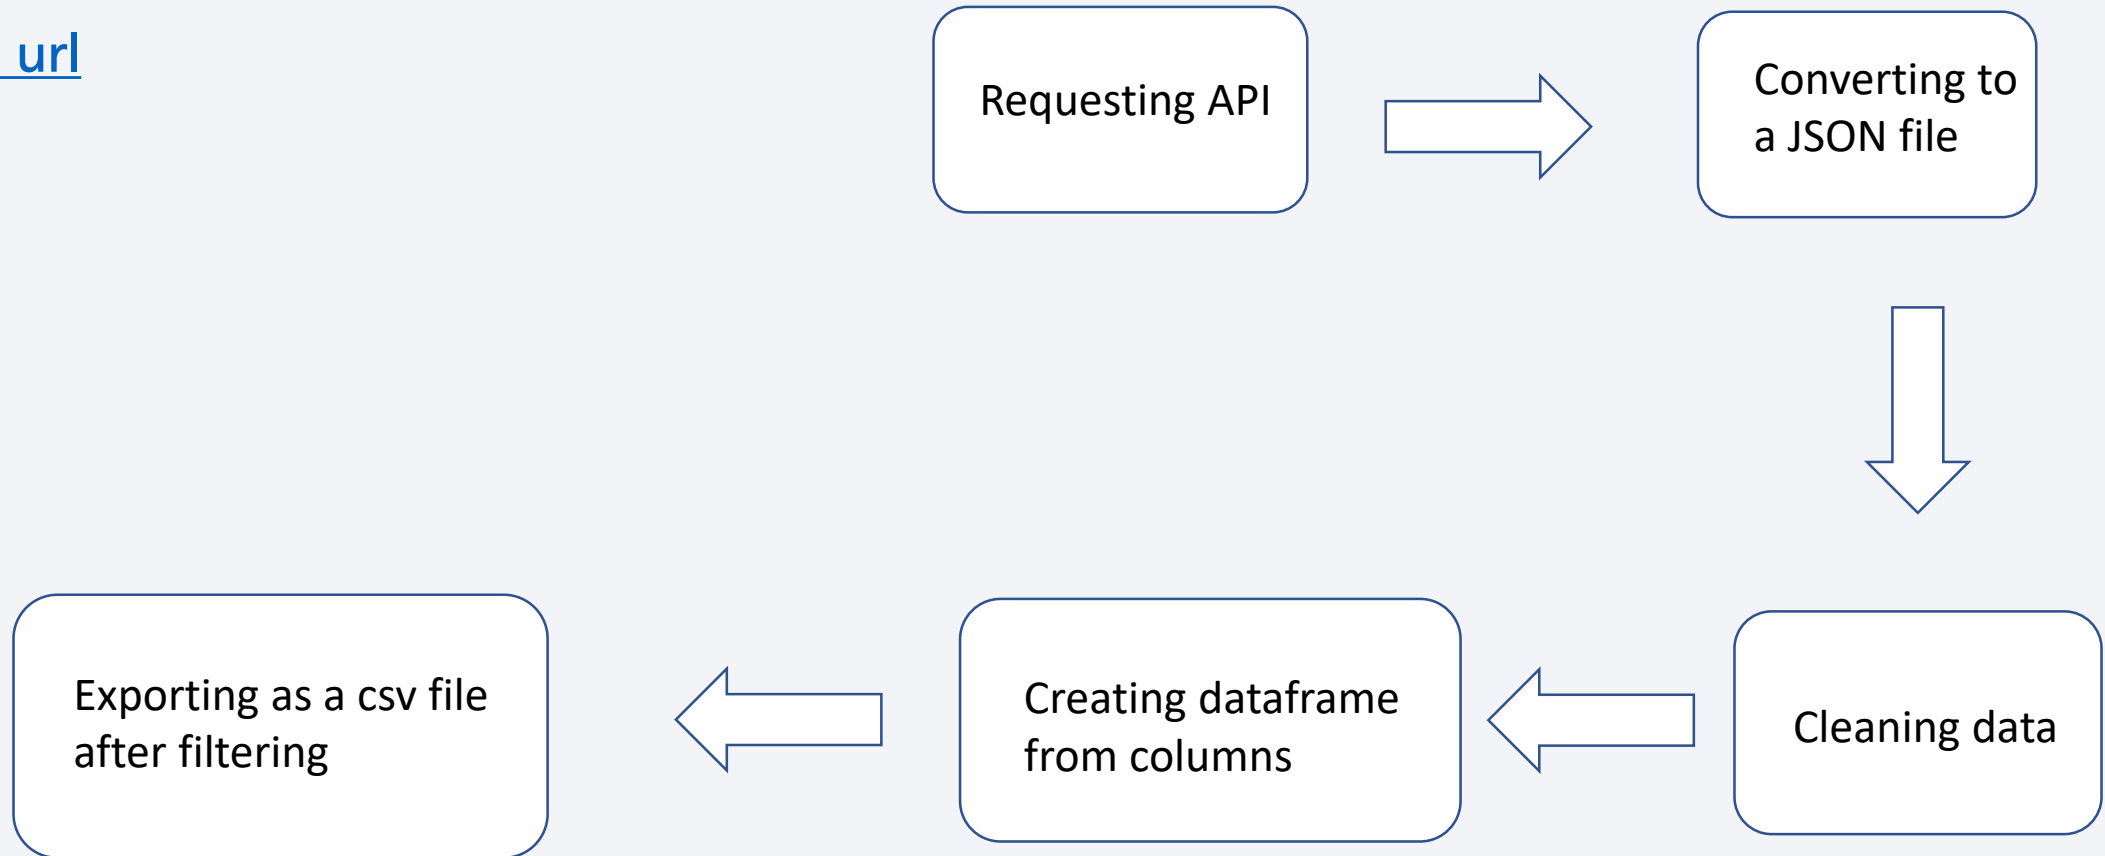 url
Requesting API
Converting to
a JSON file
Cleaning data
Creating dataframe
from columns
Exporting as a csv file
after filtering